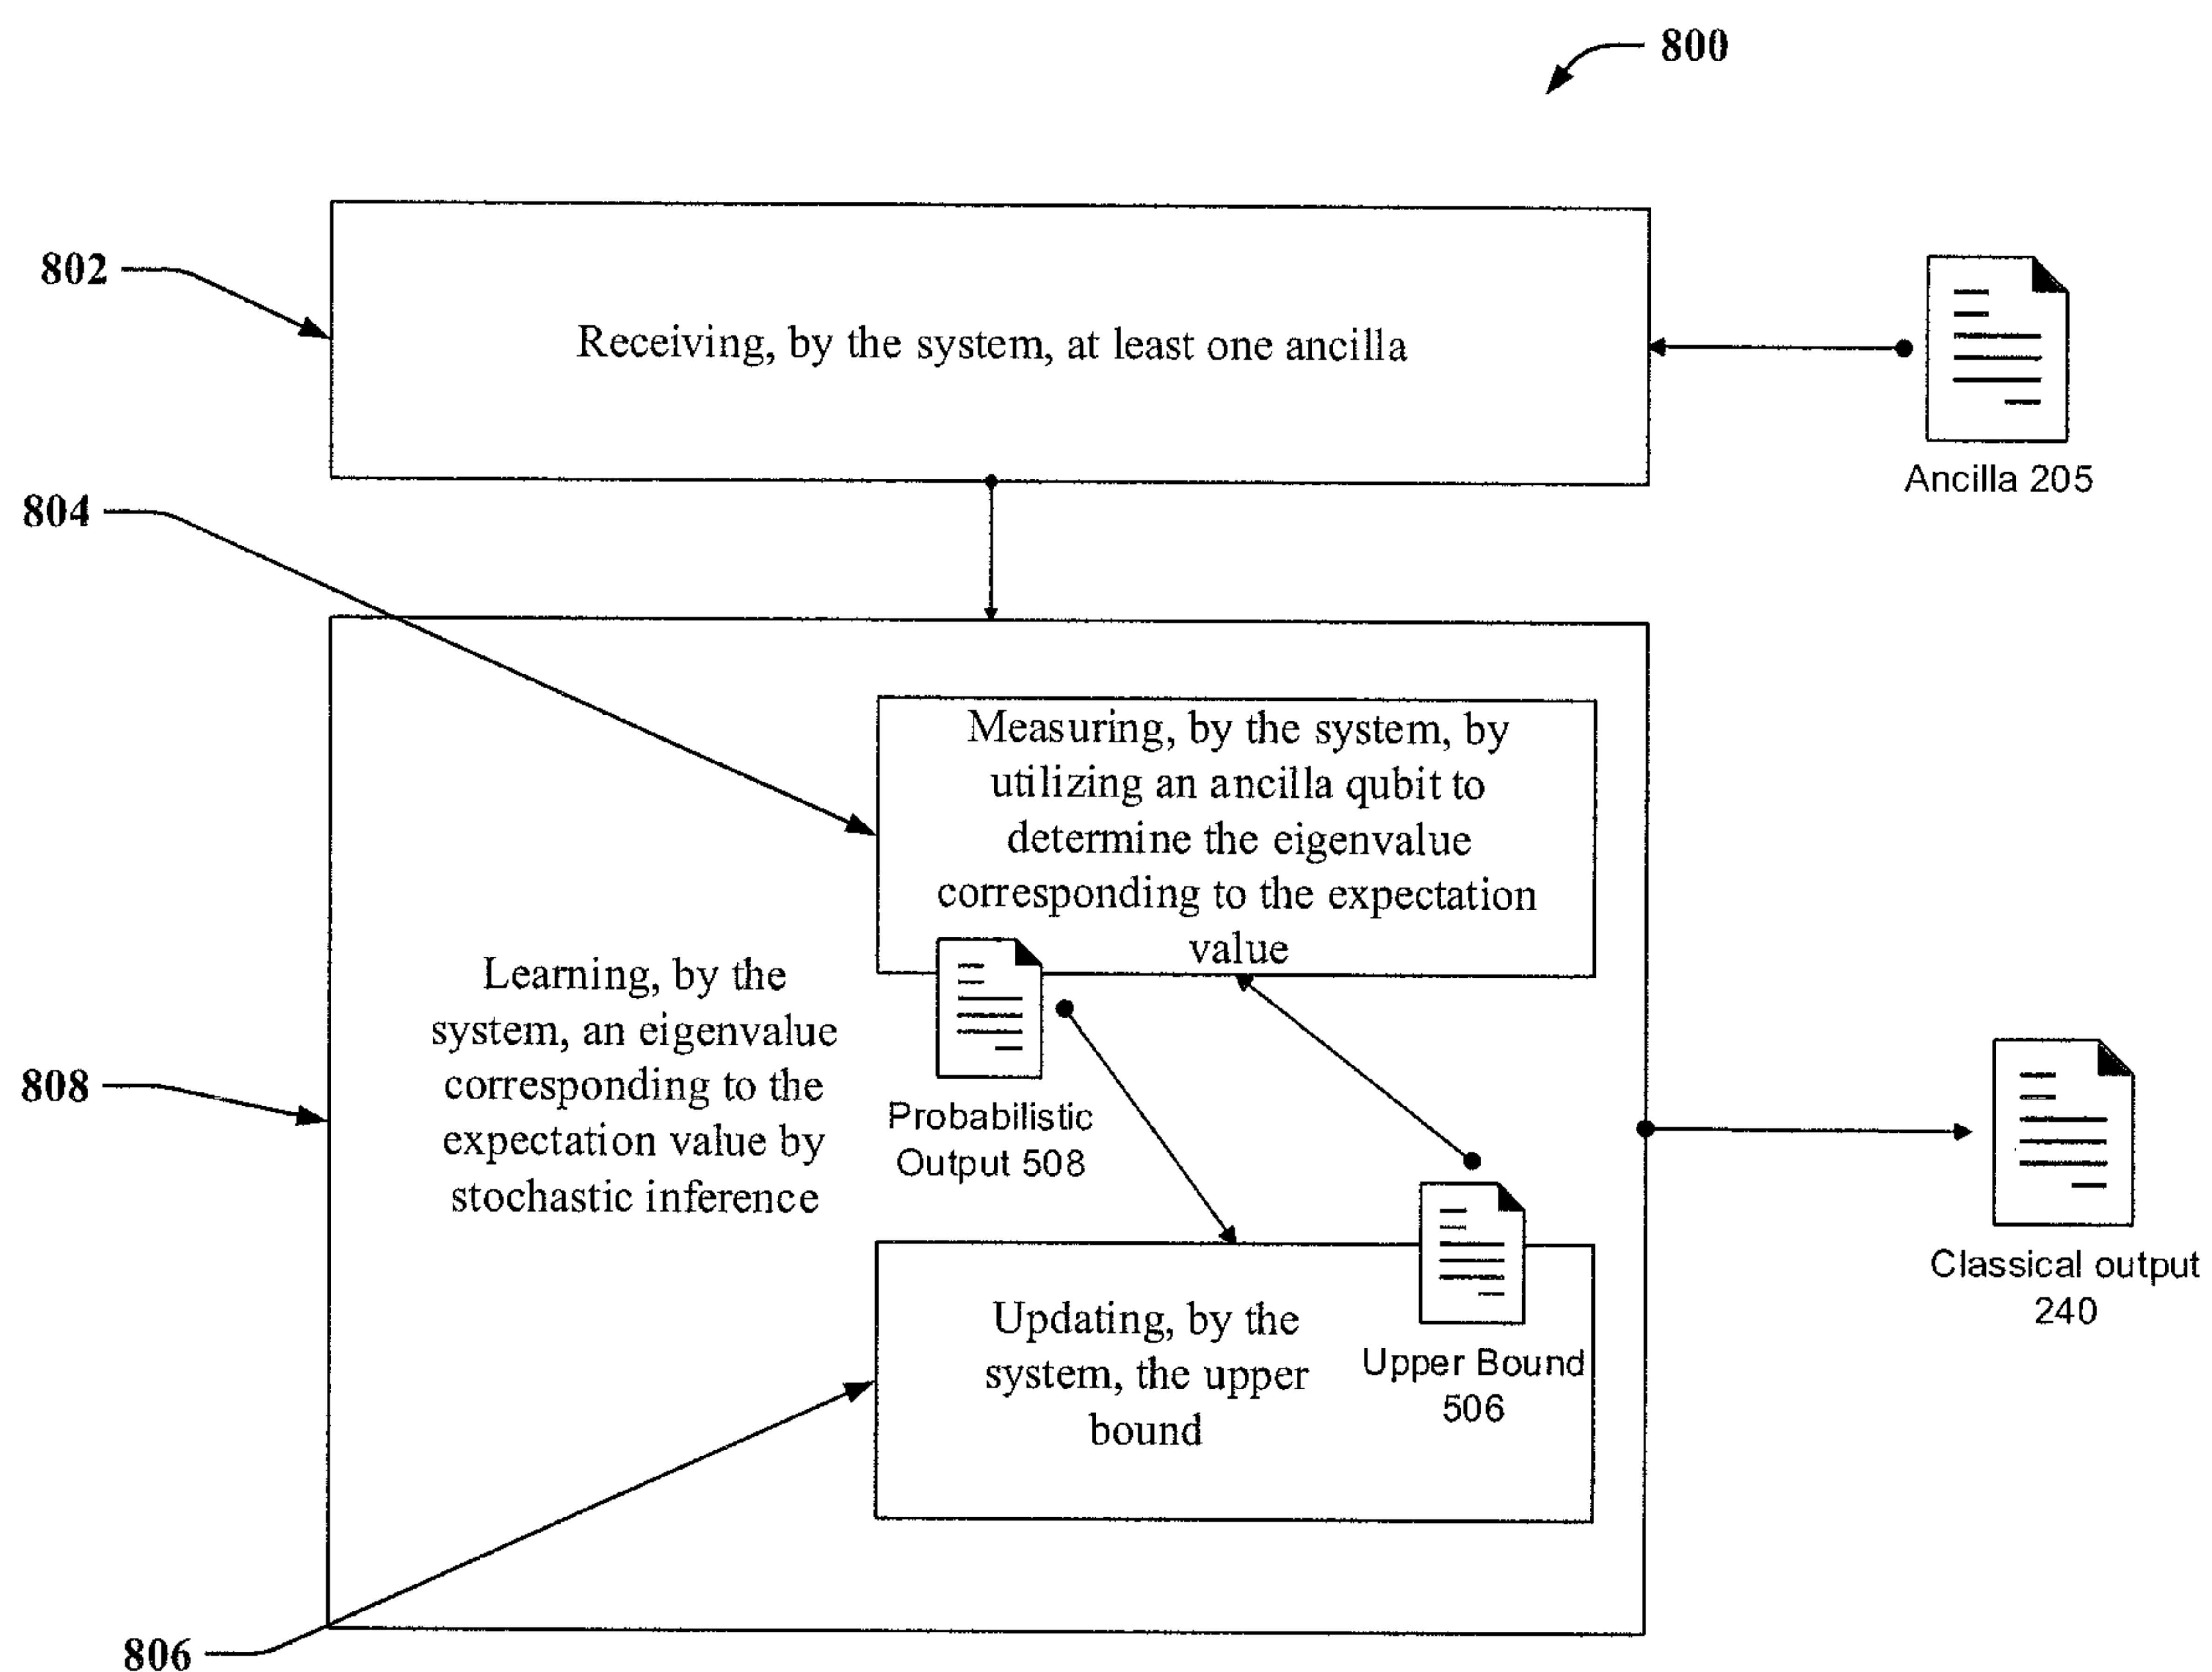 800
802
Receiving, by the system, at least one ancilla
Ancilla 205
804
Measuring, by the system, by
utilizing an ancilla qubit to
determine the eigenvalue
corresponding to the expectation
value
Learning, by the
system, an eigenvalue
corresponding to the
expectation value by
stochastic inference
808
Probabilistic
Output 508
Classical output
240
Updating, by the
system, the upper
bound
Upper Bound
506
806